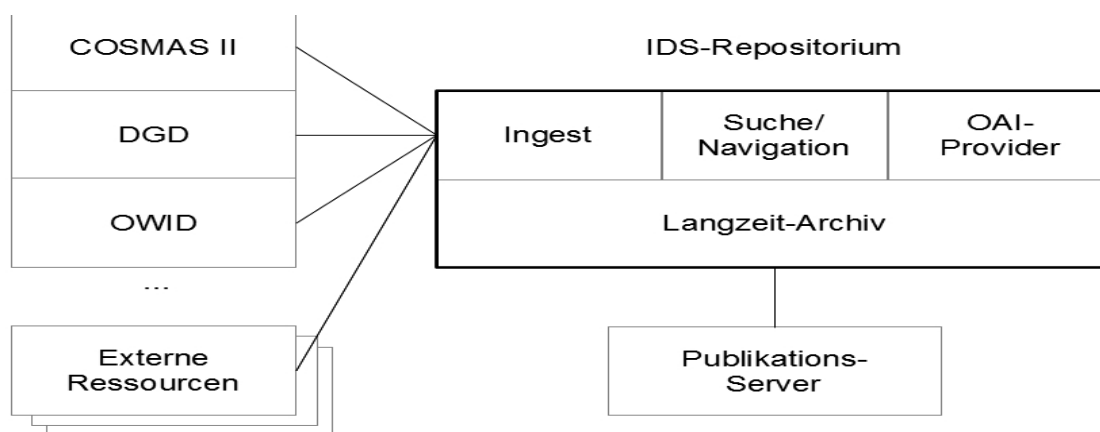 COSMAS II
DGD
OWID
...
Externe
Ressourcen
IDS-Repositorium
Ingest
Suche/
Navigation
OAI-
Provider
Langzeit-Archiv
Publikations-
Server